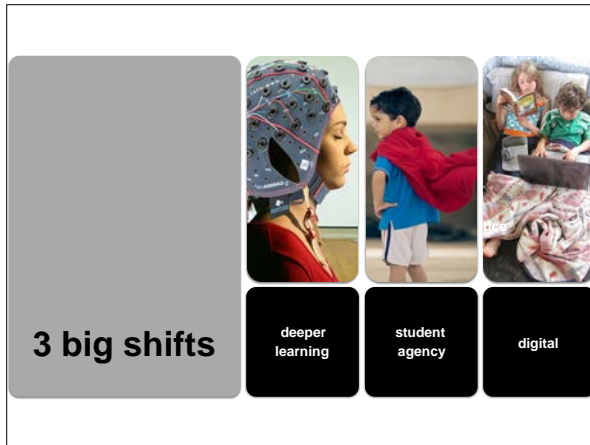 3 big shifts
deeper
learning
student
agency
digital